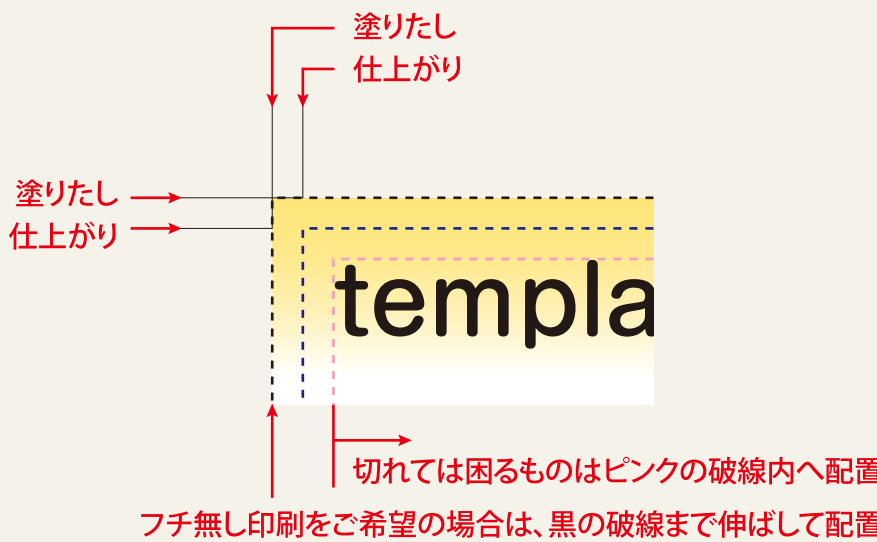 塗りたし
仕上がり
塗りたし
仕上がり
templa
切れては困るものはピンクの破線内へ配置
フチ無し印刷をご希望の場合は、黒の破線まで伸ばして配置